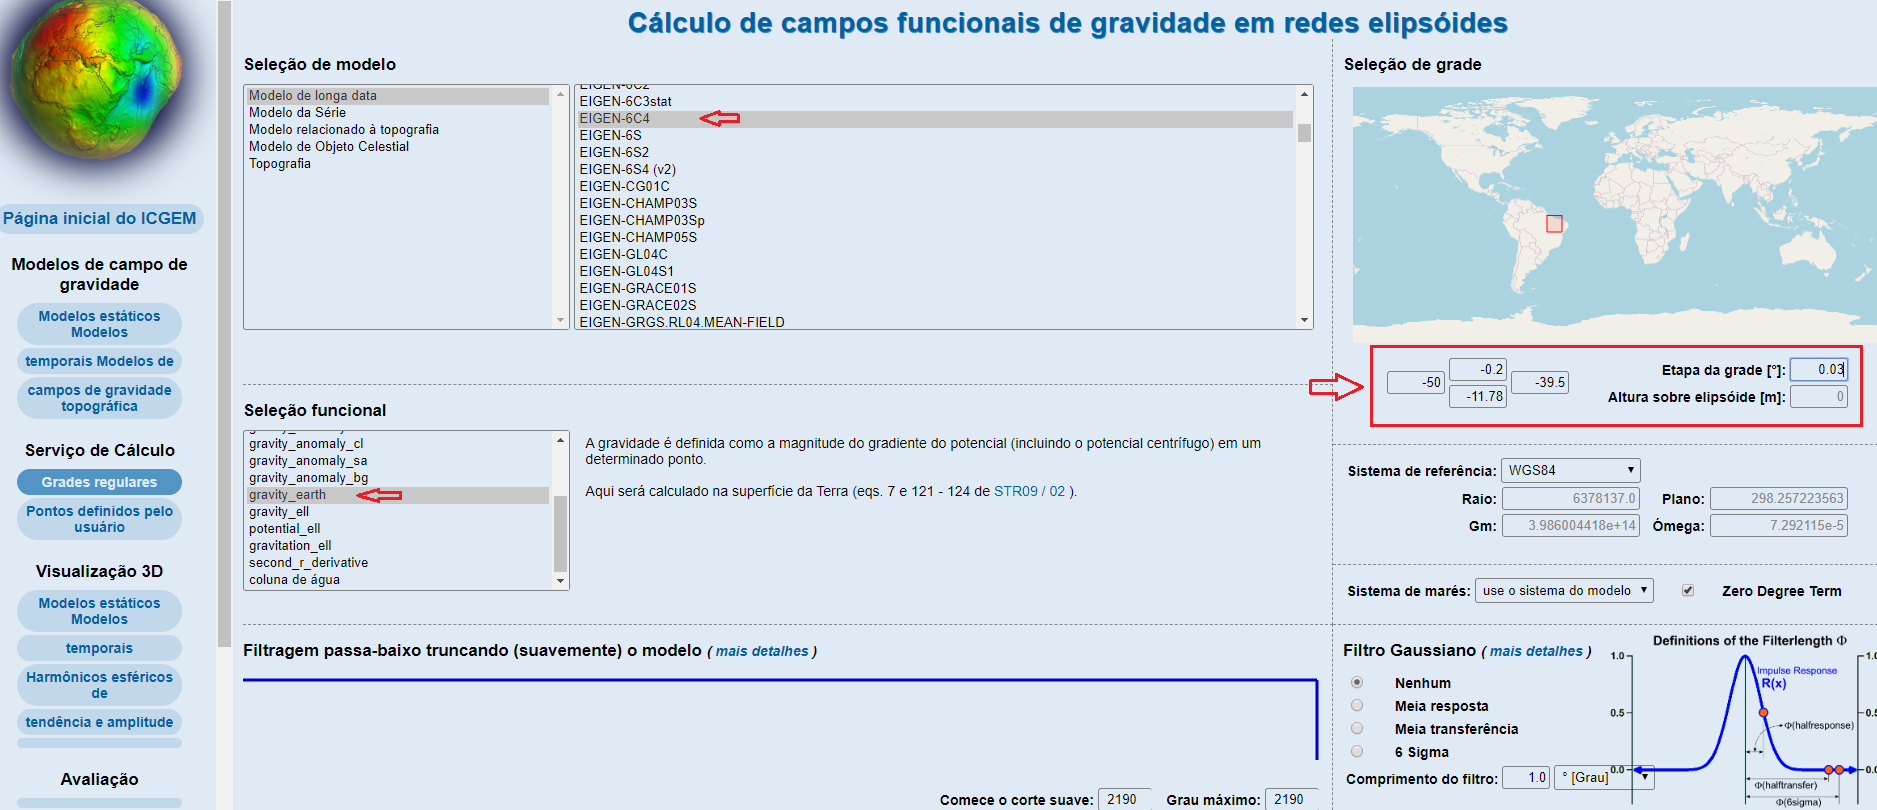 Cálculo de campos funcionais de gravidade em redes elipsóides
Página inicial do ICGEM
Modelos de campo de
gravidade
Modelos estáticos
Modelos
temporais Modelos de
campos de gravidade
topográfica
Serviço de Cálculo
Grades regulares
Pontos definidos pelo
usuário
Visualização 3D
Modelos estáticos
Modelos
temporais
Harmônicos esféricos
de
tendência e amplitude
Avaliação
Seleção de modelo
Modelo de longa data
Modelo da Série
Modelo relacionado à topografia
Modelo de Objeto Celestial
Topografia
EIGEN-6C2
EIGEN-6C3stat
EIGEN-6C4
EIGEN-6S
EIGEN-6S2
EIGEN-6S4 (v2)
EIGEN-CG01C
EIGEN-CHAMP03S
EIGEN-CHAMP03Sp
EIGEN-CHAMP05S
EIGEN-GL04C
EIGEN-GL04S1
EIGEN-GRACE01S
EIGEN-GRACE02S
EIGEN-GRGS.RL04.MEAN-FIELD
Seleção funcional
gravity_anomaly_cl
gravity_anomaly_sa
gravity_anomaly_bg
gravity_earth
gravity_ell
potential_ell
gravitation_ell
second_r_derivative
coluna de água
A gravidade é definida como a magnitude do gradiente do potencial (incluindo o potencial centrífugo) em um
determinado ponto.
Aqui será calculado na superfície da Terra (eqs. 7 e 121 - 124 de STR09 / 02 ).
Filtragem passa-baixo truncando (suavemente) o modelo ( mais detalhes )
Comece o corte suave: 2190 Grau máximo: 2190
Seleção de grade
-0.2
-50 -39.5
-11.78
Etapa da grade [°]: 0.03
Altura sobre elipsóide [m]: 0
Sistema de referência: WGS84
Raio: 6378137.0 Plano: 298.257223563
Gm: 3.986004418e+14 Ómega: 7.292115e-5
Sistema de marés: use o sistema do modelo Zero Degree Term
Filtro Gaussiano ( mais detalhes )
Nenhum
Meia resposta
Meia transferência
6 Sigma
Comprimento do filtro: 1.0 ° [Grau]
Definitions of the Filterlength Φ
1.0 1.0
Impulse Response
R(x)
0.5 0.5
Φ(halfresponse)
0.0 0.0
Φ(halftransfer)
Φ(6sigma)